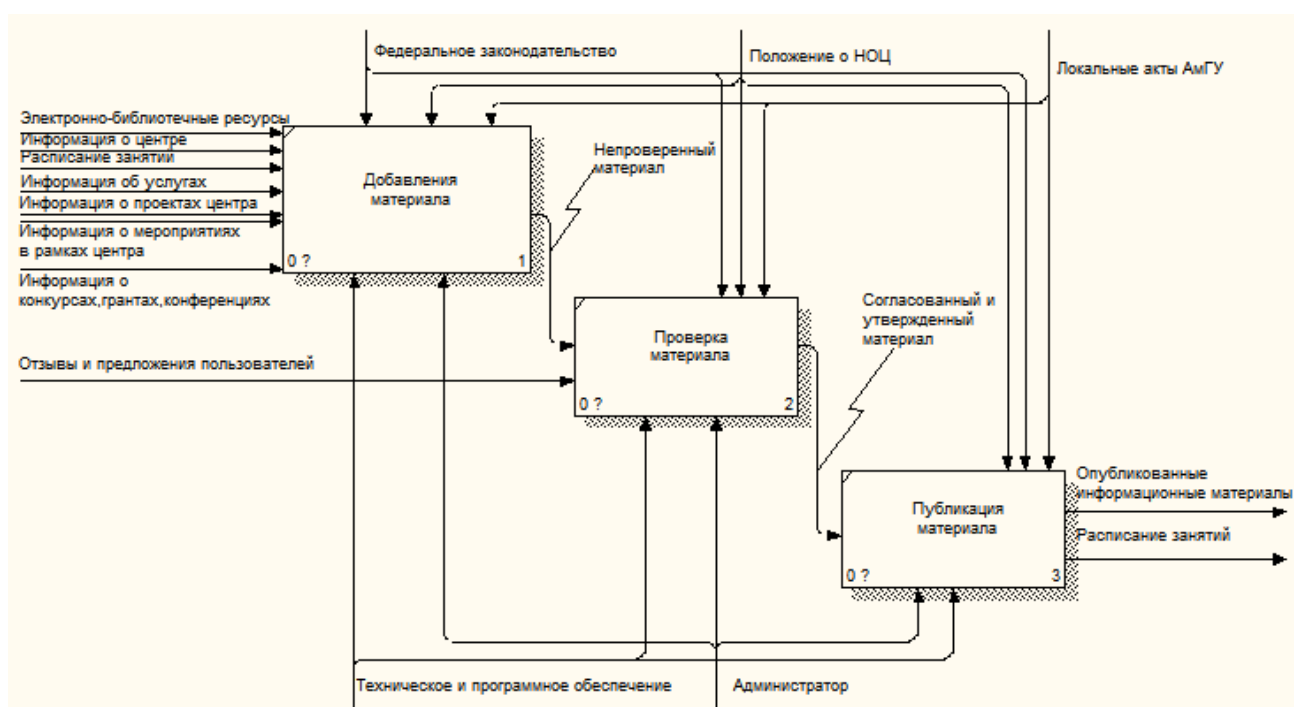 Федеральное законодательство
Положение о НОЦ
Локальные акты АмГУ
Электронно-библиотечные ресурсы
Информация о центре
Расписание занятий
Информация об услугах
Информация о проектах центра
Информация о мероприятиях
в рамках центра
Информация о
конкурсах,грантах,конференциях
Добавления
материала
0 ?
1
Непроверенный
материал
Отзывы и предложения пользователей
Проверка
материала
0 ?
2
Согласованный и
утвержденный
материал
Публикация
материала
0 ?
3
Опубликованные
информационные материалы
Расписание занятий
Техническое и программное обеспечение
Администратор